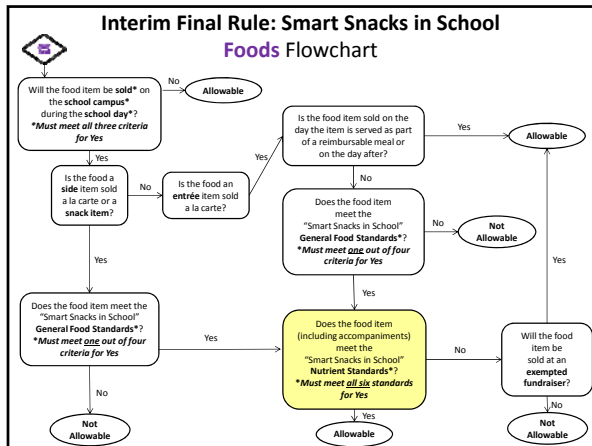 Interim Final Rule: Smart Snacks in School
Foods Flowchart
Will the food item be sold* on
the school campus*
during the school day*?
*Must meet all three criteria
for Yes
No
Allowable
Yes
Is the food a
side item sold
a la carte or a
snack item?
No
Is the food an
entrée item sold
a la carte?
Yes
Is the food item sold on the
day the item is served as part
of a reimbursable meal or
on the day after?
Yes
Allowable
No
Does the food item
meet the
"Smart Snacks in School"
General Food Standards*?
*Must meet one out of four
criteria for Yes
No
Not
Allowable
Yes
Yes
Yes
Does the food item meet the
"Smart Snacks in School"
General Food Standards*?
*Must meet one out of four
criteria for Yes
Yes
No
Not
Allowable
Does the food item
(including accompaniments)
meet the
"Smart Snacks in School"
Nutrient Standards*?
*Must meet all six standards
for Yes
No
Yes
Allowable
Will the food
item be
sold at an
exempted
fundraiser?
No
Not
Allowable